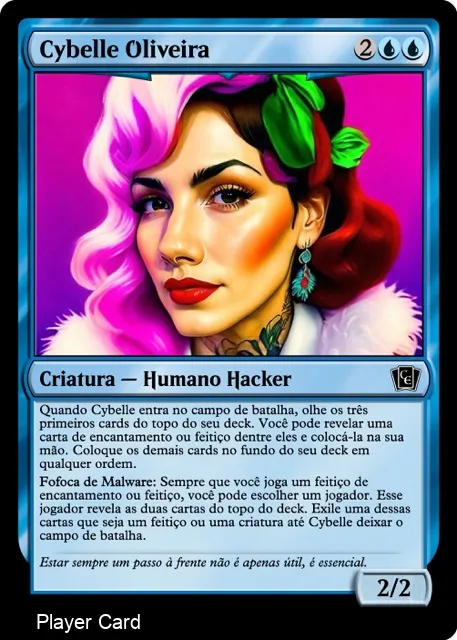 Cybelle Oliveira 2
Criatura — Humano Hacker
CE
Quando Cybelle entra no campo de batalha, olhe os três
primeiros cards do topo do seu deck. Você pode revelar uma
carta de encantamento ou feitiço dentre eles e colocá-la na sua
mão. Coloque os demais cards no fundo do seu deck em
qualquer ordem.
Fofoca de Malware: Sempre que você joga um feitiço de
encantamento ou feitiço, você pode escolher um jogador. Esse
jogador revela as duas cartas do topo do deck. Exile uma dessas
cartas que seja um feitiço ou uma criatura até Cybelle deixar o
campo de batalha.
Estar sempre um passo à frente não é apenas útil, é essencial.
2/2
Player Card